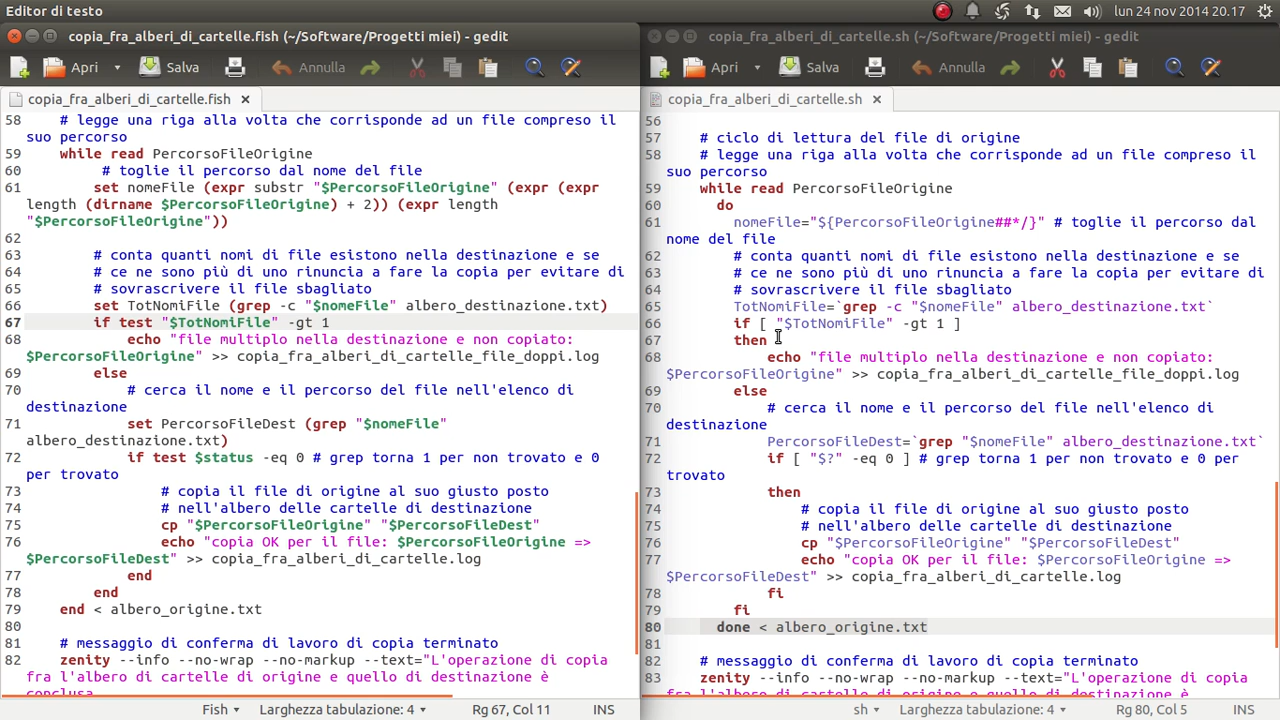 Editor di testo
lun 24 nov 2014 20.17
copia_fra_alberi_di_cartelle.fish (~/Software/Progetti miei) - gedit
Apri
Salva
Annulla
copia_fra_alberi_di_cartelle.fish
58 # legge una riga alla volta che corrisponde ad un file compreso il
suo percorso
59 while read PercorsoFileOrigine
60 # toglie il percorso dal nome del file
61 set nomeFile (expr substr "$PercorsoFileOrigine" (expr (expr
length (dirname $PercorsoFileOrigine) + 2)) (expr length
"$PercorsoFileOrigine"))
62
63 # conta quanti nomi di file esistono nella destinazione e se
64 # ce ne sono più di uno rinuncia a fare la copia per evitare di
65 # sovrascrivere il file sbagliato
66 set TotNomiFile (grep -c "$nomeFile" albero_destinazione.txt)
67 if test "$TotNomiFile" -gt 1
68 echo "file multiplo nella destinazione e non copiato:
$PercorsoFileOrigine" >> copia_fra_alberi_di_cartelle_file_doppi.log
69 else
70 # cerca il nome e il percorso del file nell'elenco di
destinazione
71 set PercorsoFileDest (grep "$nomeFile"
albero_destinazione.txt)
72 if test $status -eq 0 # grep torna 1 per non trovato e 0
per trovato
73 # copia il file di origine al suo giusto posto
74 # nell'albero delle cartelle di destinazione
75 cp "$PercorsoFileOrigine" "$PercorsoFileDest"
76 echo "copia OK per il file: $PercorsoFileOrigine =>
$PercorsoFileDest" >> copia_fra_alberi_di_cartelle.log
77 end
78 end
79 end < albero_origine.txt
80
81 # messaggio di conferma di lavoro di copia terminato
82 zenity --info --no-wrap --no-markup --text="L'operazione di copia
fra l'albero di cartelle di origine e quello di destinazione è
conclusa
Fish
Larghezza tabulazione: 4
Rg 67, Col 11
INS
copia_fra_alberi_di_cartelle.sh (~/Software/Progetti miei) - gedit
Apri
Salva
Annulla
copia_fra_alberi_di_cartelle.sh
56
57 # ciclo di lettura del file di origine
58 # legge una riga alla volta che corrisponde ad un file compreso il
suo percorso
59 while read PercorsoFileOrigine
60 do
61 nomeFile="${PercorsoFileOrigine##*/}" # toglie il percorso dal
nome del file
62 # conta quanti nomi di file esistono nella destinazione e se
63 # ce ne sono più di uno rinuncia a fare la copia per evitare di
64 # sovrascrivere il file sbagliato
65 TotNomiFile=`grep -c "$nomeFile" albero_destinazione.txt`
66 if [ "$TotNomiFile" -gt 1 ]
67 then
68 echo "file multiplo nella destinazione e non copiato:
$PercorsoFileOrigine" >> copia_fra_alberi_di_cartelle_file_doppi.log
69 else
70 # cerca il nome e il percorso del file nell'elenco di
destinazione
71 PercorsoFileDest=`grep "$nomeFile" albero_destinazione.txt`
72 if [ "$?" -eq 0 ] # grep torna 1 per non trovato e 0 per
trovato
73 then
74 # copia il file di origine al suo giusto posto
75 # nell'albero delle cartelle di destinazione
76 cp "$PercorsoFileOrigine" "$PercorsoFileDest"
77 echo "copia OK per il file: $PercorsoFileOrigine =>
$PercorsoFileDest" >> copia_fra_alberi_di_cartelle.log
78 fi
79 fi
80 done < albero_origine.txt
81
82 # messaggio di conferma di lavoro di copia terminato
83 zenity --info --no-wrap --no-markup --text="L'operazione di copia
fra l'albero di cartelle di origine e quello di destinazione è
sh
Larghezza tabulazione: 4
Rg 80, Col 5
INS